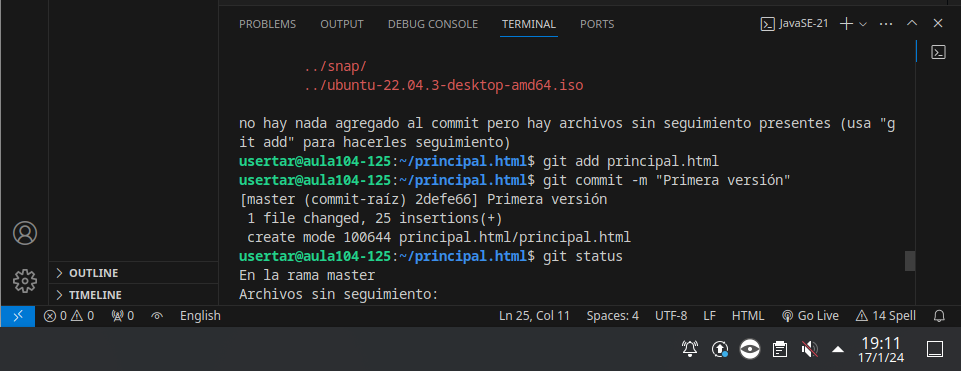 PROBLEMS OUTPUT DEBUG CONSOLE TERMINAL PORTS JavaSE-21
../snap/
../ubuntu-22.04.3-desktop-amd64.iso
no hay nada agregado al commit pero hay archivos sin seguimiento presentes (usa "g
it add" para hacerles seguimiento)
usertar@aula104-125:~/principal.html$ git add principal.html
usertar@aula104-125:~/principal.html$ git commit -m "Primera versión"
[master (commit-raíz) 2defe66] Primera versión
1 file changed, 25 insertions(+)
create mode 100644 principal.html/principal.html
usertar@aula104-125:~/principal.html$ git status
En la rama master
Archivos sin seguimiento:
OUTLINE
TIMELINE
0 0 0 English Ln 25, Col 11 Spaces: 4 UTF-8 LF HTML Go Live 14 Spell
19:11
17/1/24